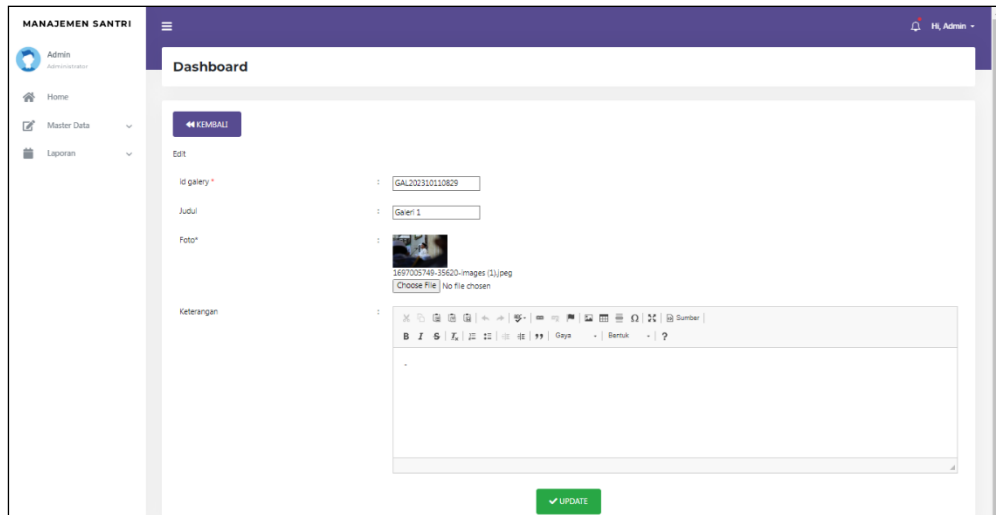 MANAJEMEN SANTRI
Hi, Admin
Admin
Administrator
Dashboard
Home
Master Data
Laporan
KEMBALI
Edit
Id galery *
:
GAL202310110829
Judul
:
Galeri 1
Foto*
:
1697005749-35620-images (1).jpeg
Choose File No file chosen
Keterangan
:
Sumber
B I S Tx Gaya Bentuk ?
.
UPDATE